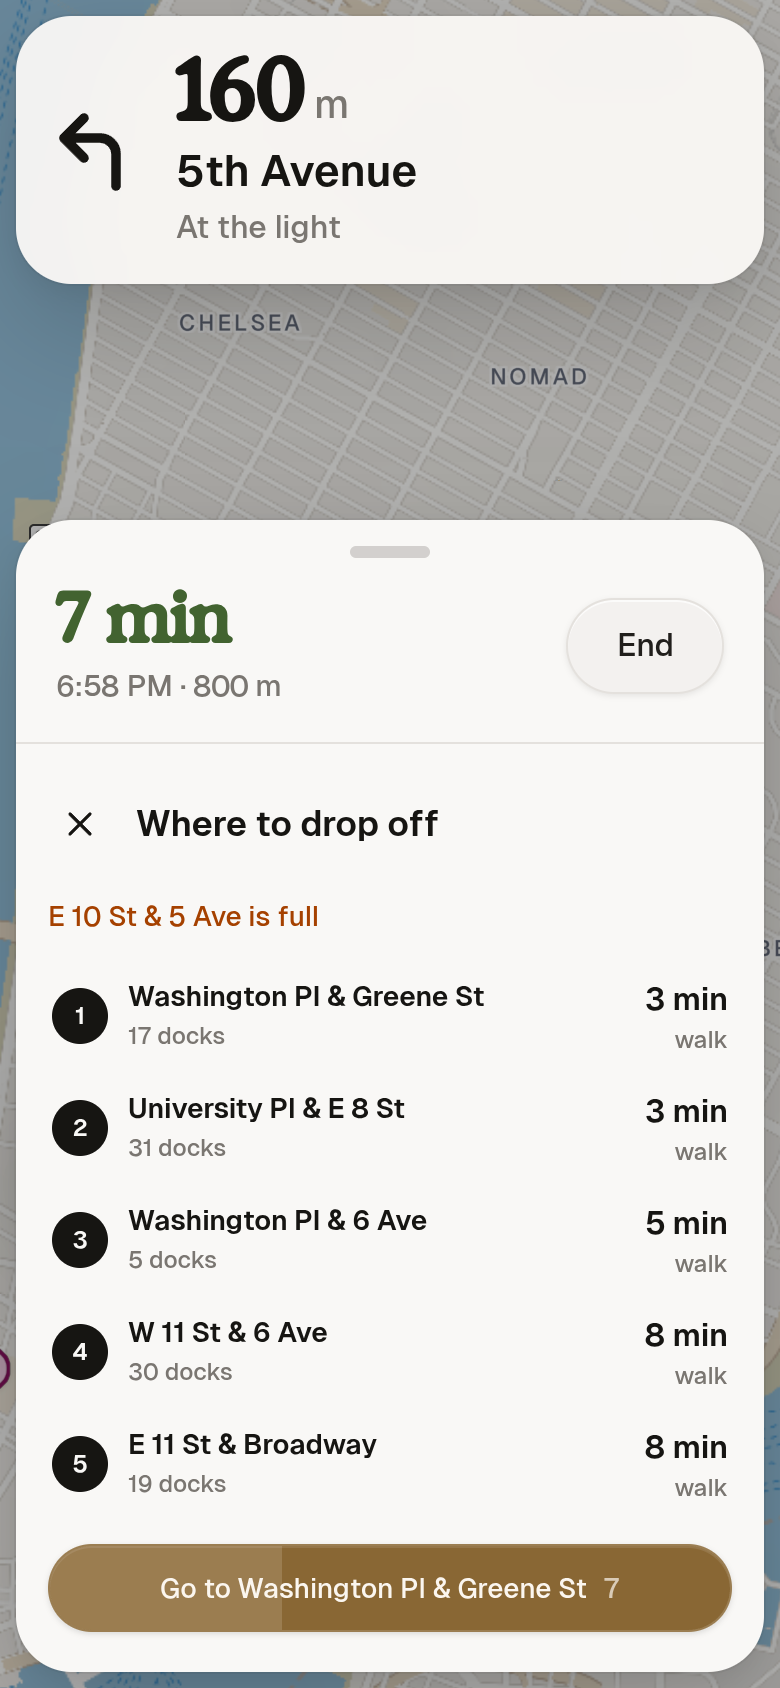 160 m
5th Avenue
At the light
CHELSEA
NOMAD
7 min
6:58 PM · 800 m
End
Where to drop off
E 10 St & 5 Ave is full
1
Washington Pl & Greene St
17 docks
3 min
walk
2
University Pl & E 8 St
31 docks
3 min
walk
3
Washington Pl & 6 Ave
5 docks
5 min
walk
4
W 11 St & 6 Ave
30 docks
8 min
walk
5
E 11 St & Broadway
19 docks
8 min
walk
Go to Washington Pl & Greene St 7